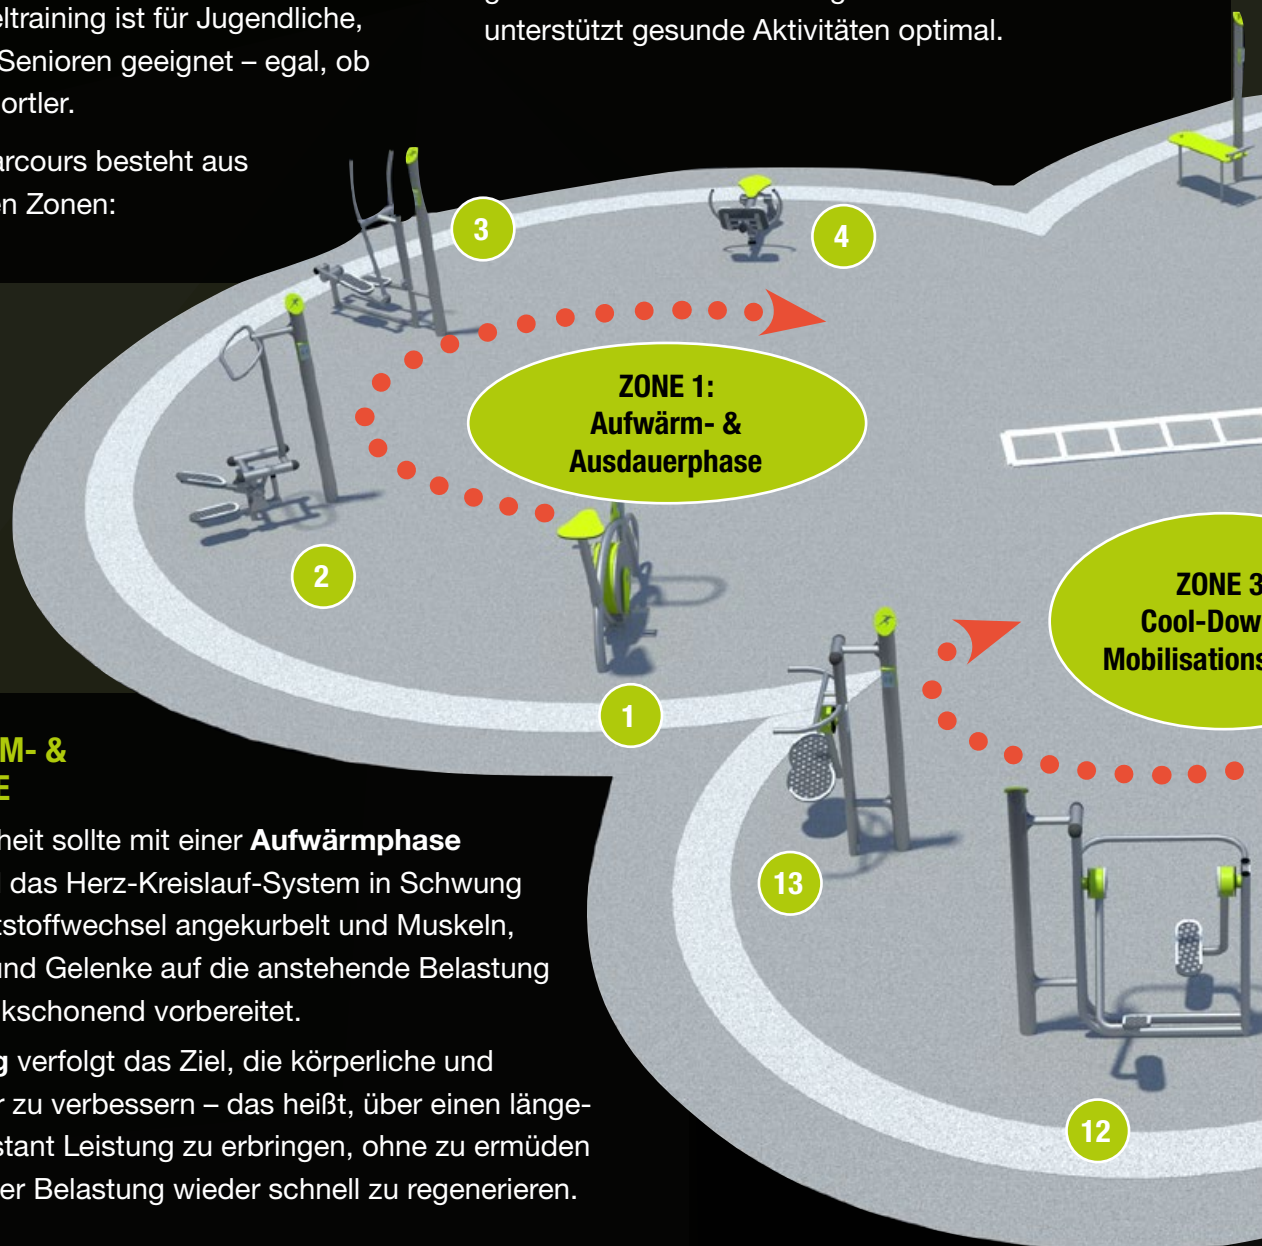 eltraining ist für Jugendliche,
Senioren geeignet – egal, ob
ortler.
arcours besteht aus
en Zonen:
unterstützt gesunde Aktivitäten optimal.
3
4
ZONE 1:
Aufwärm- &
Ausdauerphase
2
1
ZONE 3
Cool-Dow
Mobilisations
13
12
M- &
E
heit sollte mit einer Aufwärmphase
das Herz-Kreislauf-System in Schwung
tstoffwechsel angekurbelt und Muskeln,
und Gelenke auf die anstehende Belastung
kschonend vorbereitet.
g verfolgt das Ziel, die körperliche und
r zu verbessern – das heißt, über einen länge-
stant Leistung zu erbringen, ohne zu ermüden
er Belastung wieder schnell zu regenerieren.